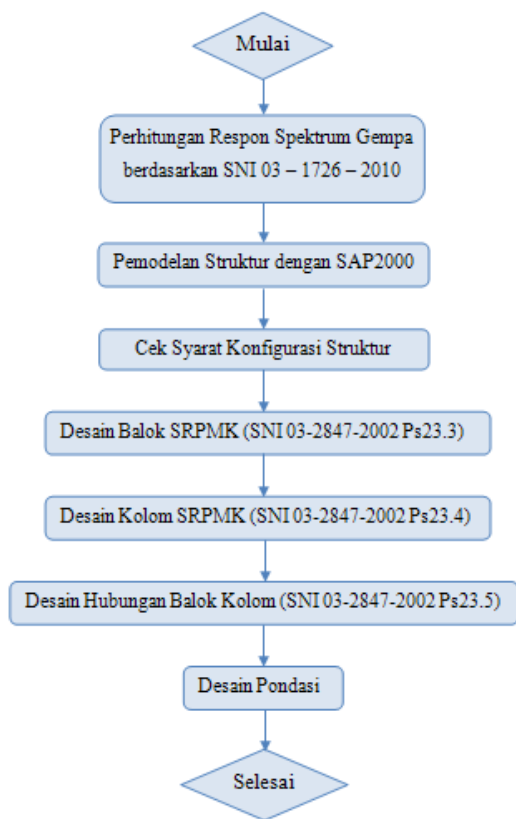 Mulai
Perhitungan Respon Spektrum Gempa
berdasarkan SNI 03 – 1726 – 2010
Pemodelan Struktur dengan SAP2000
Cek Syarat Konfigurasi Struktur
Desain Balok SRPMK (SNI 03-2847-2002 Ps23.3)
Desain Kolom SRPMK (SNI 03-2847-2002 Ps23.4)
Desain Hubungan Balok Kolom (SNI 03-2847-2002 Ps23.5)
Desain Pondasi
Selesai